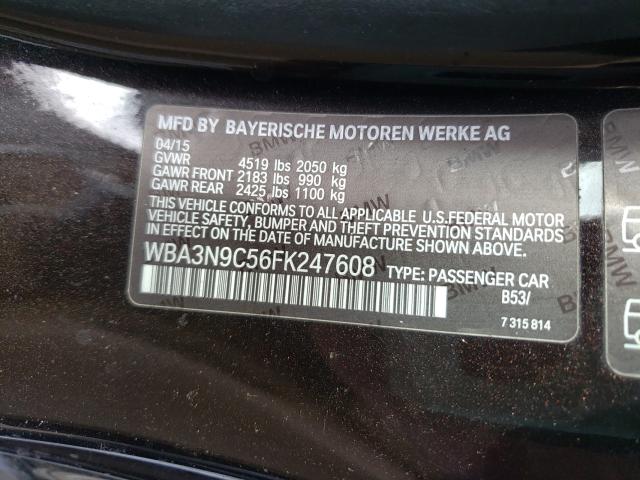 MFD BY BAYERISCHE MOTOREN WERKE AG
04/15
GVWR 4519 lbs 2050 kg
GAWR FRONT 2183 lbs 990 kg
GAWR REAR 2425 lbs 1100 kg
THIS VEHICLE CONFORMS TO ALL APPLICABLE U.S.FEDERAL MOTOR
VEHICLE SAFETY, BUMPER AND THEFT PREVENTION STANDARDS
IN EFFECT ON THE DATE OF MANUFACTURE SHOWN ABOVE.
WBA3N9C56FK247608 TYPE: PASSENGER CAR
B53/
7 315 814